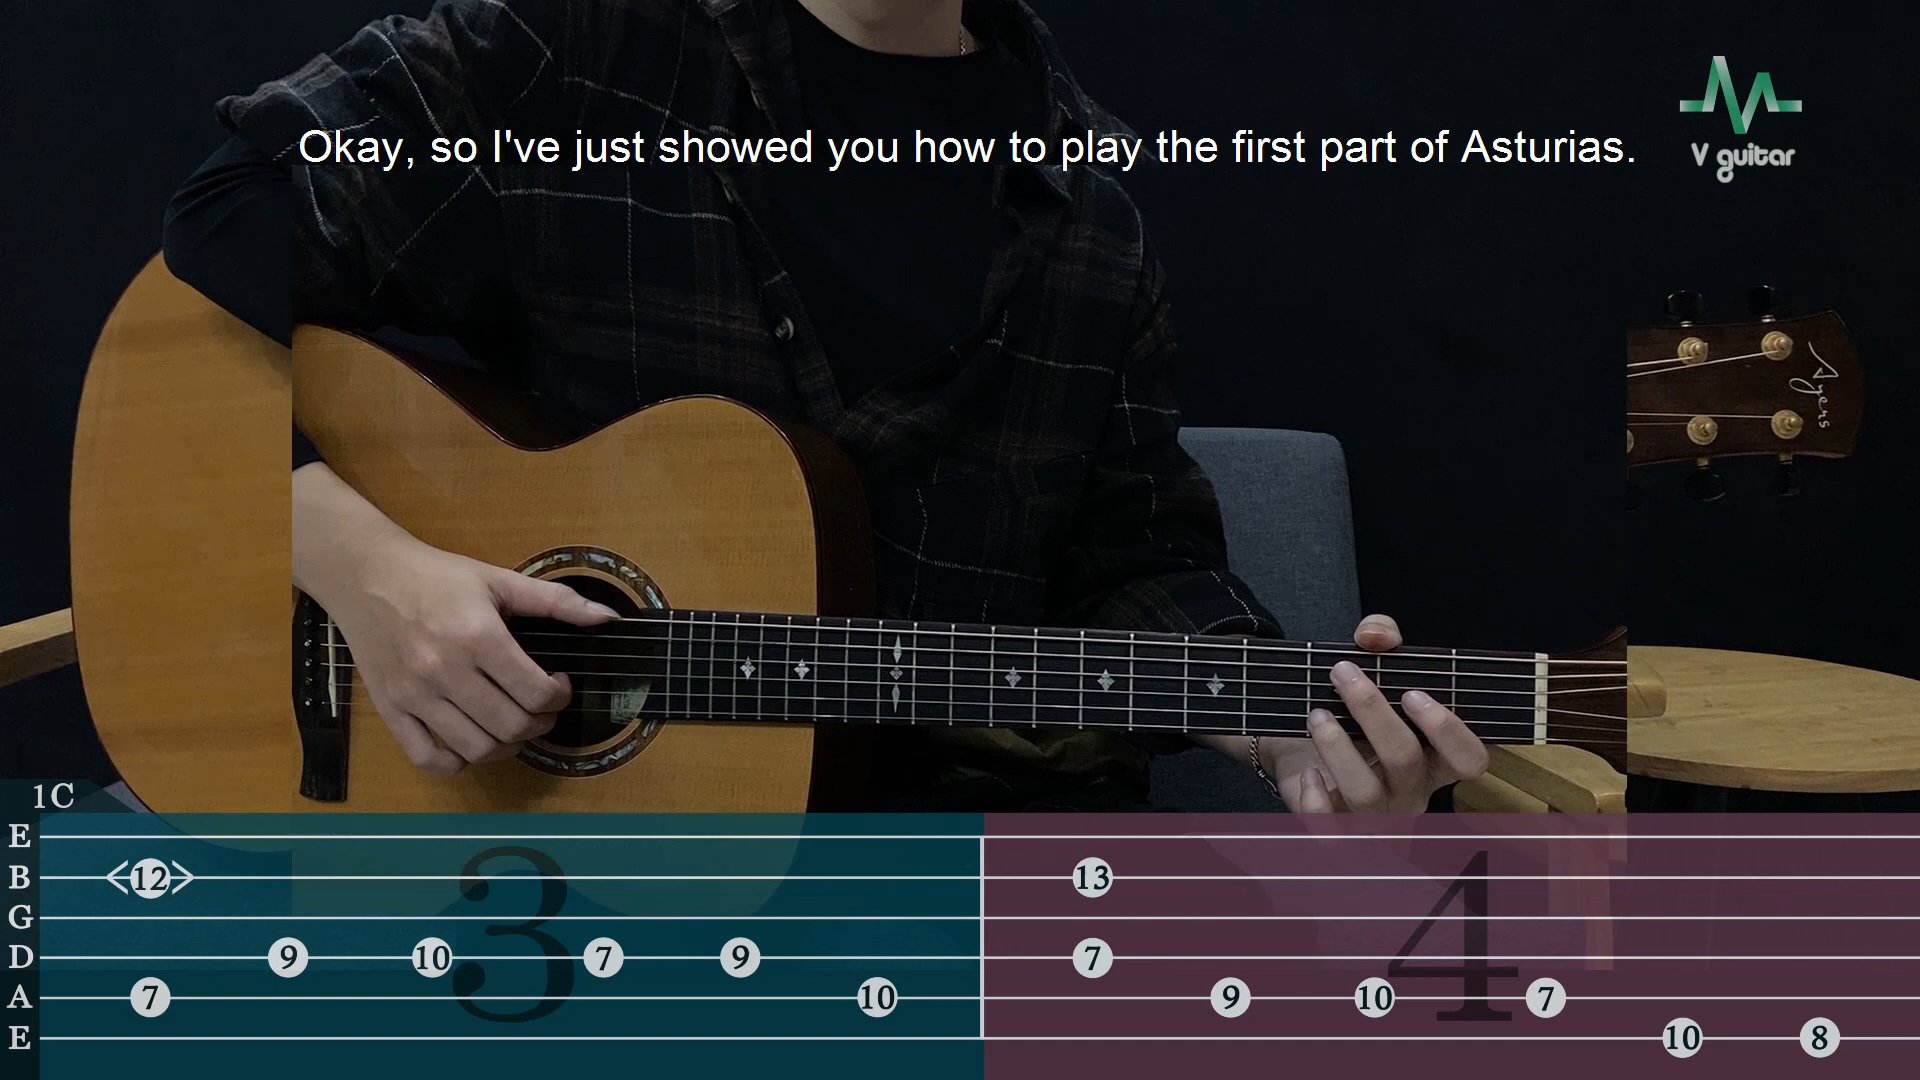 Okay, so I've just showed you how to play the first part of Asturias.
V guitar
Ayers
1C
E
B <12> 13
G
D 9 10 7 9 7
A 7 10 9 10 7
E 10 8
3 4